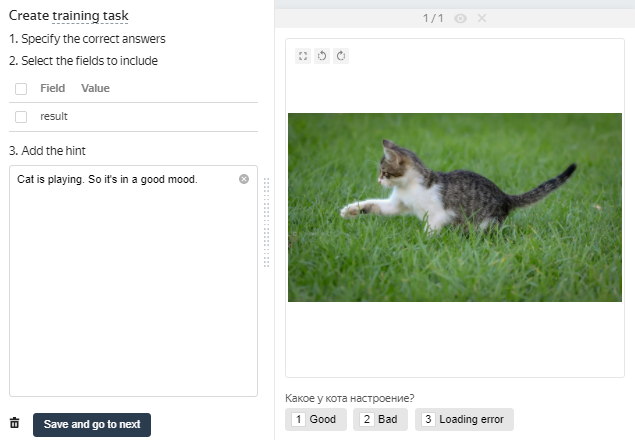 Create training task
1. Specify the correct answers
2. Select the fields to include
Field Value
result
3. Add the hint
Cat is playing. So it's in a good mood.
Save and go to next
1 / 1
Какое у кота настроение?
1 Good 2 Bad 3 Loading error